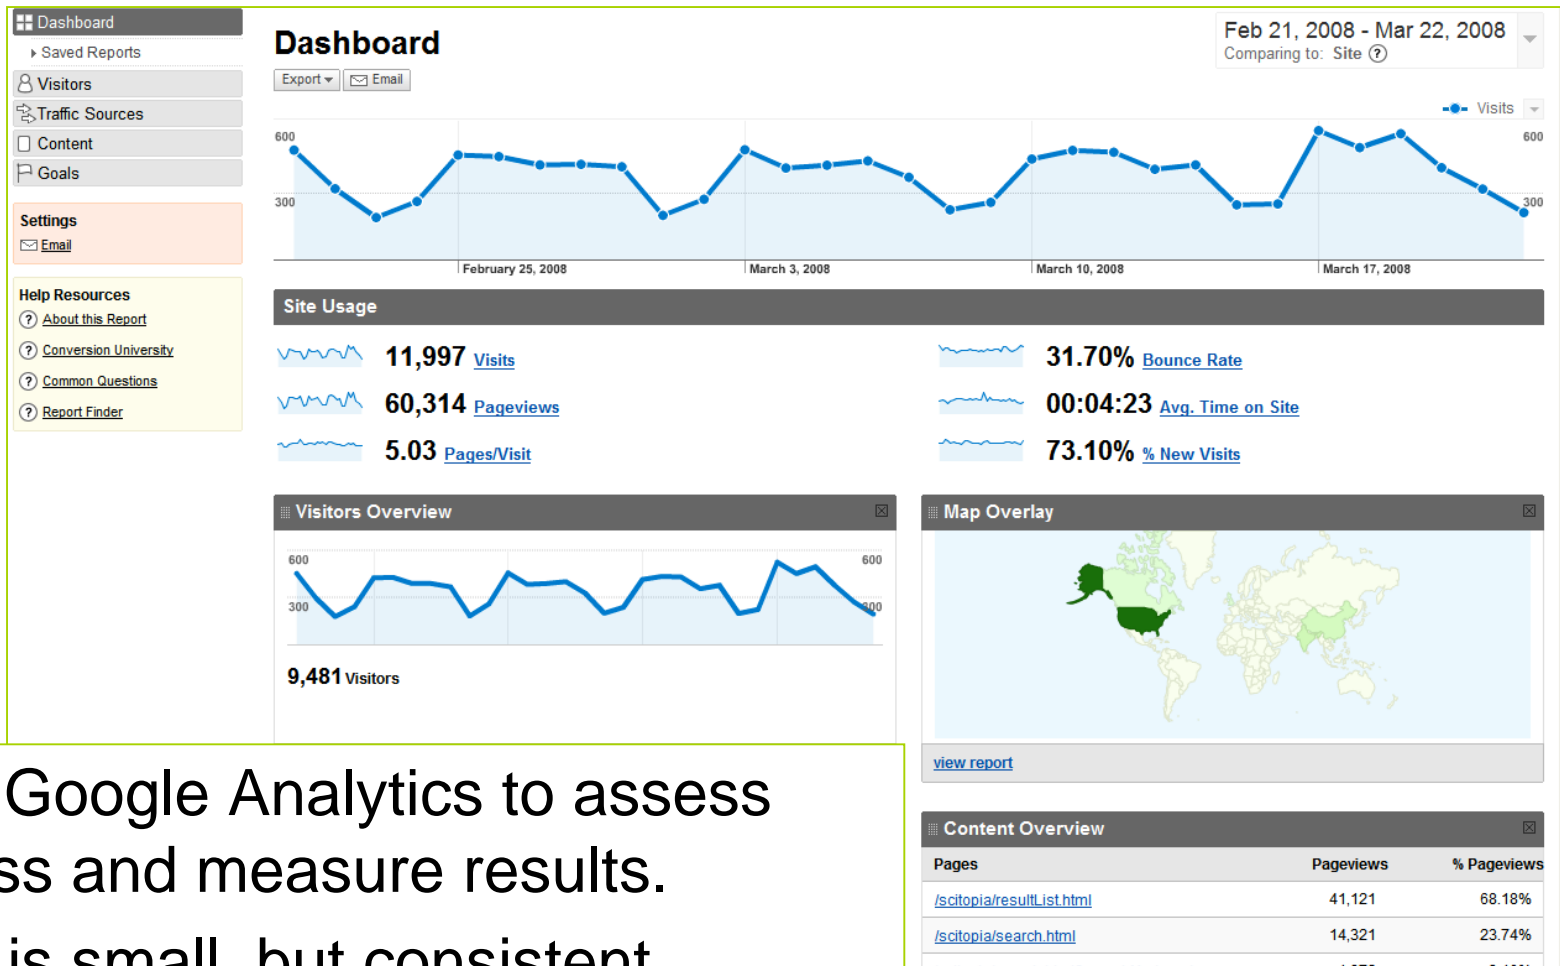 Dashboard
Saved Reports
Visitors
Traffic Sources
Content
Goals
Settings
Email
Help Resources
About this Report
Conversion University
Common Questions
Report Finder
Dashboard
Export
Email
Feb 21, 2008 - Mar 22, 2008
Comparing to: Site
Visits
600 600
300 300
February 25, 2008 March 3, 2008 March 10, 2008 March 17, 2008
Site Usage
11,997 Visits
60,314 Pageviews
5.03 Pages/Visit
31.70% Bounce Rate
00:04:23 Avg. Time on Site
73.10% % New Visits
Visitors Overview
600 600
300 300
9,481 Visitors
Map Overlay
view report
Google Analytics to assess
ss and measure results.
is small, but consistent
Content Overview
Pages Pageviews % Pageviews
/scitopia/resultList.html 41,121 68.18%
/scitopia/search.html 14,321 23.74%